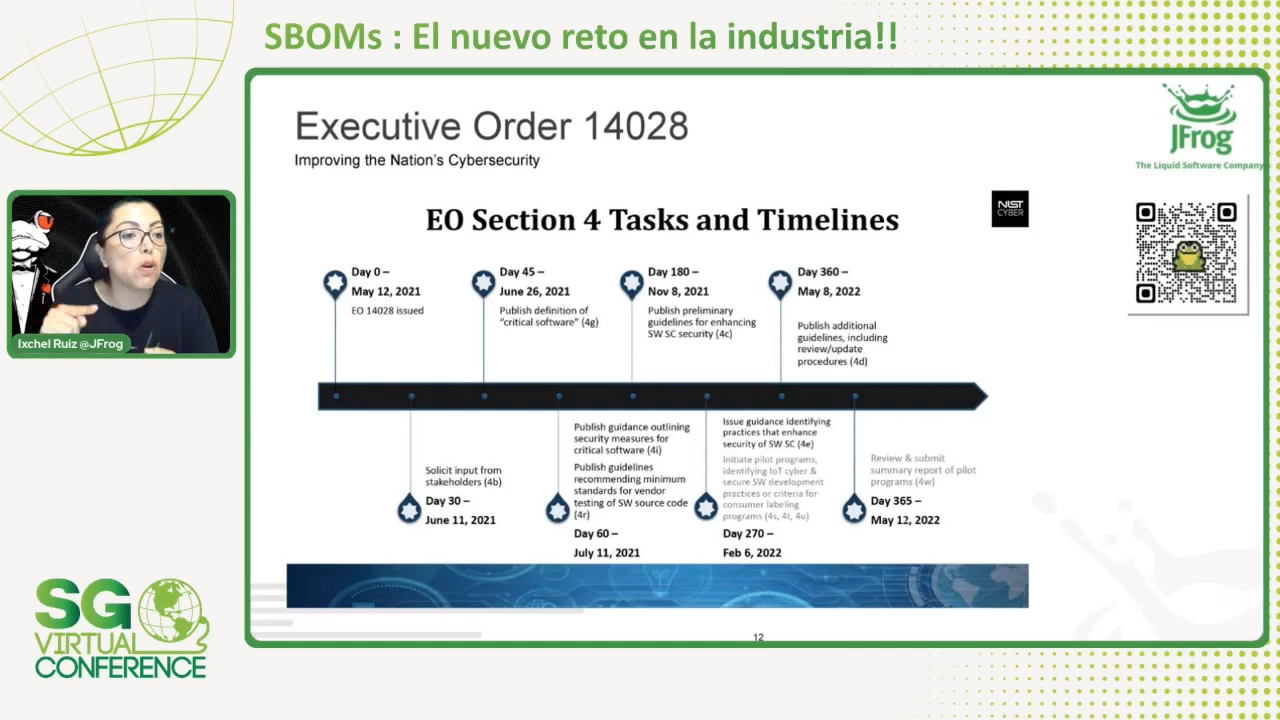 SBOMs : El nuevo reto en la industria!!
Executive Order 14028
Improving the Nation's Cybersecurity
JFrog
The Liquid Software Company
NIST
CYBER
EO Section 4 Tasks and Timelines
Day 0 –
May 12, 2021
EO 14028 issued
Day 45 –
June 26, 2021
Publish definition of
"critical software" (4g)
Day 180 –
Nov 8, 2021
Publish preliminary
guidelines for enhancing
SW SC security (4c)
Day 360 –
May 8, 2022
Publish additional
guidelines, including
review/update
procedures (4d)
Solicit input from
stakeholders (4b)
Day 30 –
June 11, 2021
Publish guidance outlining
security measures for
critical software (4i)
Publish guidelines
recommending minimum
standards for vendor
testing of SW source code
(4r)
Day 60 –
July 11, 2021
Issue guidance identifying
practices that enhance
security of SW SC (4e)
Initiate pilot programs,
identifying IoT cyber &
secure SW development
practices or criteria for
consumer labeling
programs (4s, 4t, 4u)
Day 270 –
Feb 6, 2022
Review & submit
summary report of pilot
programs (4w)
Day 365 –
May 12, 2022
12
Ixchel Ruiz @JFrog
SG
VIRTUAL
CONFERENCE